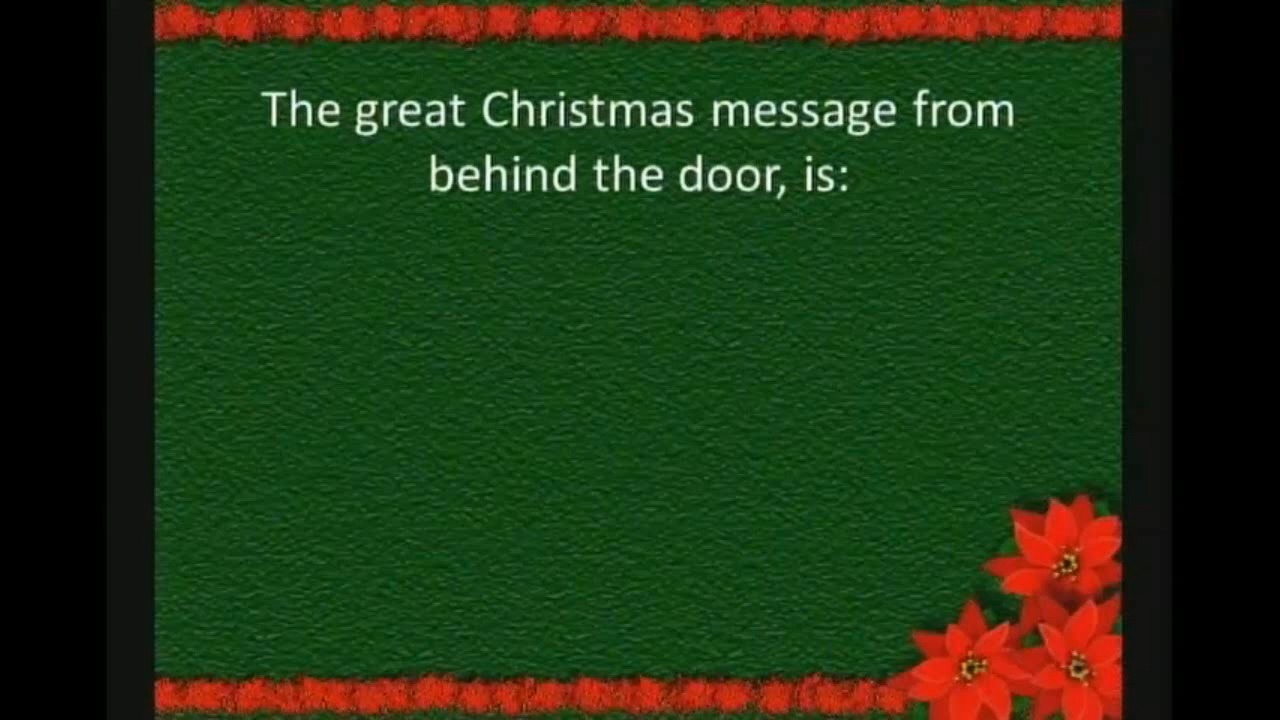 The great Christmas message from
behind the door, is: